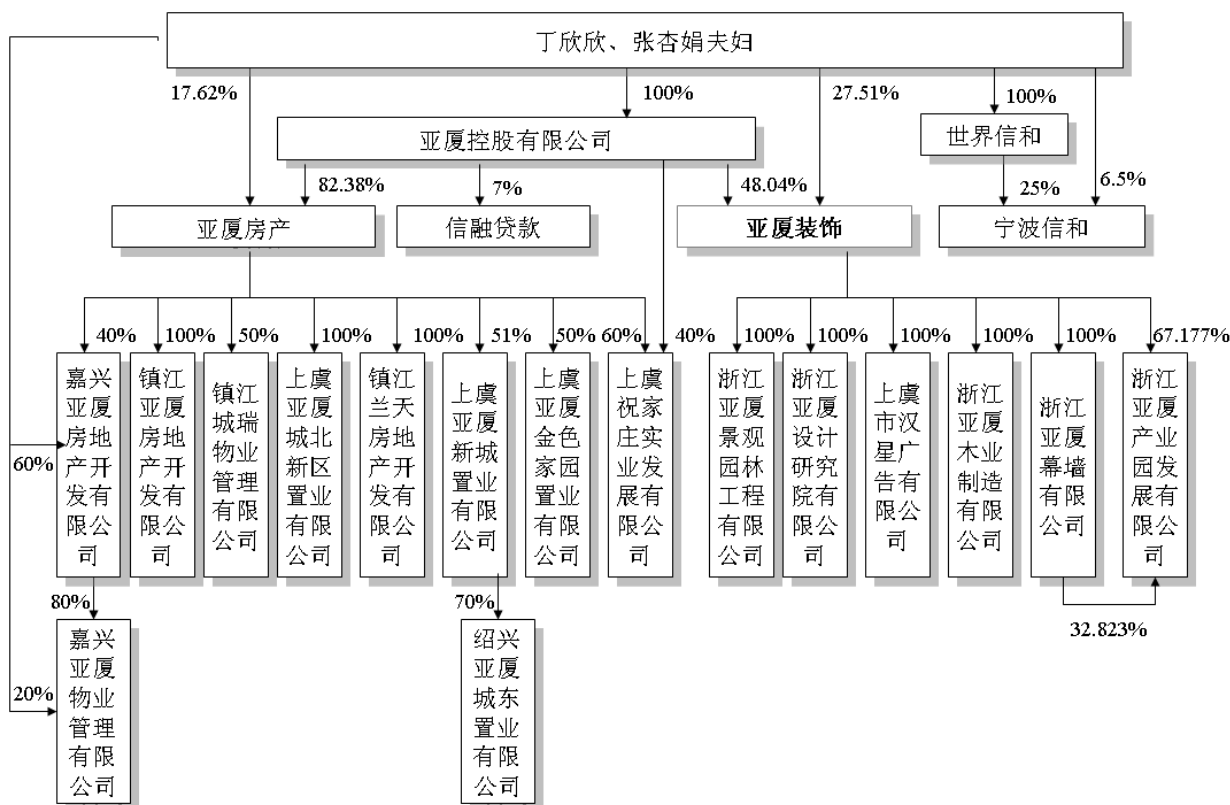 丁欣欣、张杏娟夫妇
17.62%
100%
27.51%
100%
亚厦控股有限公司
世界信和
82.38%
7%
48.04%
25%
6.5%
亚厦房产
信融贷款
亚厦装饰
宁波信和
40%
100%
50%
100%
100%
51%
50%
60%
40%
100%
100%
100%
100%
100%
67.177%
嘉兴
亚厦
房地
产开
发有
限公
司
镇江
亚厦
房地
产开
发有
限公
司
镇江
城瑞
物业
管理
有限
公司
上虞
亚厦
城北
新区
置业
有限
公司
镇江
兰天
房地
产开
发有
限公
司
上虞
亚厦
新城
置业
有限
公司
上虞
亚厦
金色
家园
置业
有限
公司
上虞
祝家
庄实
业发
展有
限公
司
浙江
亚厦
景观
园林
工程
有限
公司
浙江
亚厦
设计
研究
院有
限公
司
上虞
市汉
星广
告有
限公
司
浙江
亚厦
木业
制造
有限
公司
浙江
亚厦
幕墙
有限
公司
浙江
亚厦
产业
园发
展有
限公
司
60%
80%
70%
32.823%
20%
嘉兴
亚厦
物业
管理
有限
公司
绍兴
亚厦
城东
置业
有限
公司